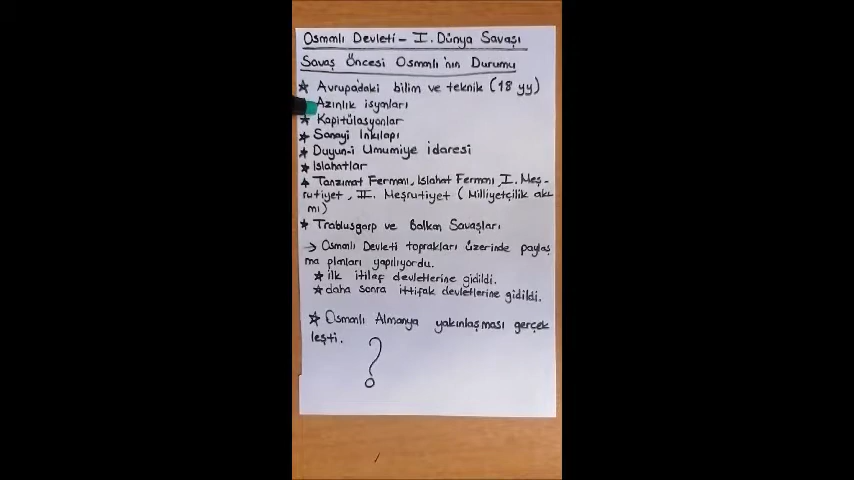 Osmanlı Devleti - I. Dünya Savaşı
Savaş Öncesi Osmanlı'nın Durumu
☆ Avrupa'daki bilim ve teknik (18 yy)
Azınlık isyanları
☆ Kapitülasyonlar
☆ Sanayi İnkılapı
☆ Duyun-i Umumiye idaresi
☆ Islahatlar
☆ Tanzimat Fermanı, Islahat Fermanı, I. Meş-
rutiyet, II. Meşrutiyet (Milliyetçilik akı-
mı)
☆ Trablusgarp ve Balkan Savaşları
→ Osmanlı Devleti toprakları üzerinde paylaş
ma planları yapılıyordu.
☆ ilk itilaf devletlerine gidildi.
☆ daha sonra ittifak devletlerine gidildi.
☆ Osmanlı Almanya yakınlaşması gerçek
leşti.
?